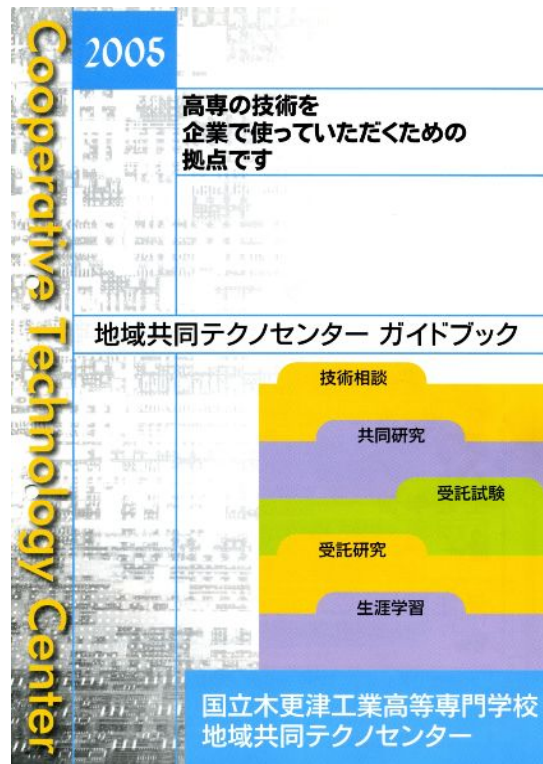 Cooperative Technology Center
2005
高専の技術を
企業で使っていただくための
拠点です
地域共同テクノセンター ガイドブック
技術相談
共同研究
受託試験
受託研究
生涯学習
国立木更津工業高等専門学校
地域共同テクノセンター